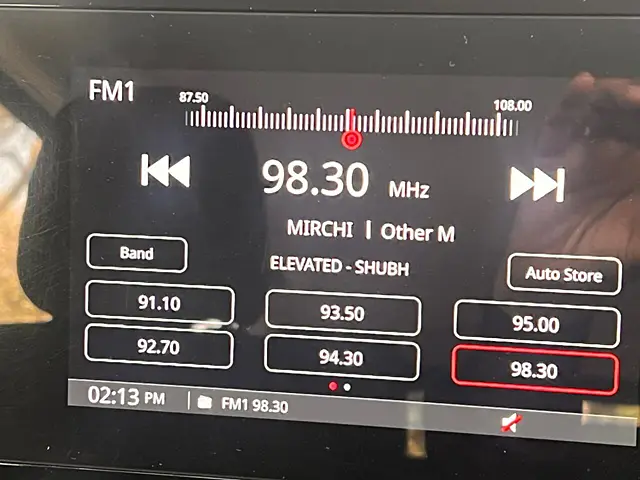 FM1
87.50
108.00
98.30 MHz
MIRCHI | Other M
Band
ELEVATED - SHUBH
Auto Store
91.10
93.50
95.00
92.70
94.30
98.30
02:13 PM | FM1 98.30